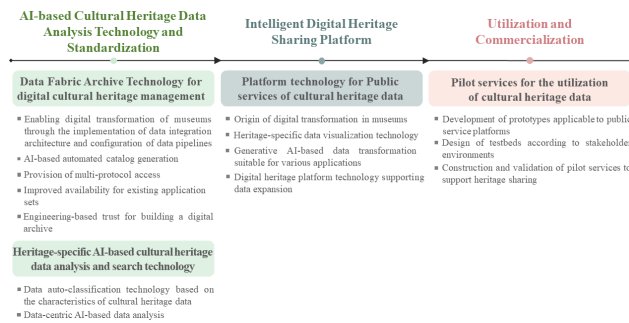 AI-based Cultural Heritage Data
Analysis Technology and
Standardization
Data Fabric Archive Technology for
digital cultural heritage management
▪ Enabling digital transformation of museums
through the implementation of data integration
architecture and configuration of data pipelines
▪ AI-based automated catalog generation
▪ Provision of multi-protocol access
▪ Improved availability for existing application
sets
▪ Engineering-based trust for building a digital
archive
Heritage-specific AI-based cultural heritage
data analysis and search technology
▪ Data auto-classification technology based on
the characteristics of cultural heritage data
▪ Data-centric AI-based data analysis
Intelligent Digital Heritage
Sharing Platform
Platform technology for Public
services of cultural heritage data
▪ Origin of digital transformation in museums
▪ Heritage-specific data visualization technology
▪ Generative AI-based data transformation
suitable for various applications
▪ Digital heritage platform technology supporting
data expansion
Utilization and
Commercialization
Pilot services for the utilization
of cultural heritage data
▪ Development of prototypes applicable to public
service platforms
▪ Design of testbeds according to stakeholde
environments
▪ Construction and validation of pilot services to
support heritage sharing